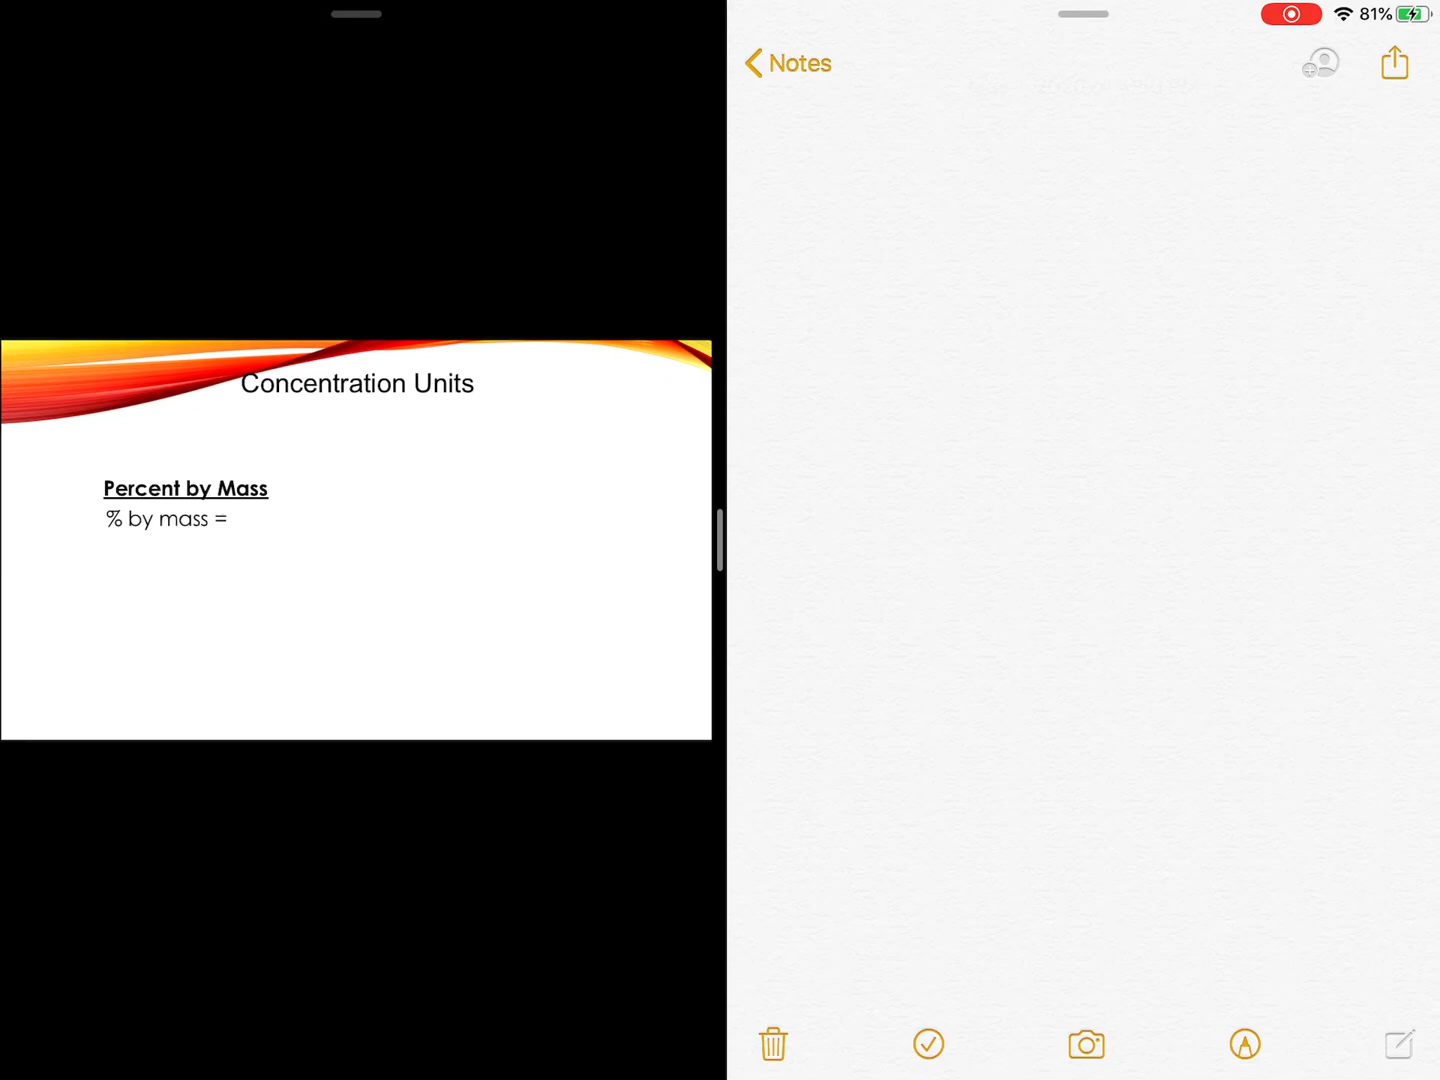 81%
Notes
Concentration Units
Percent by Mass
% by mass =